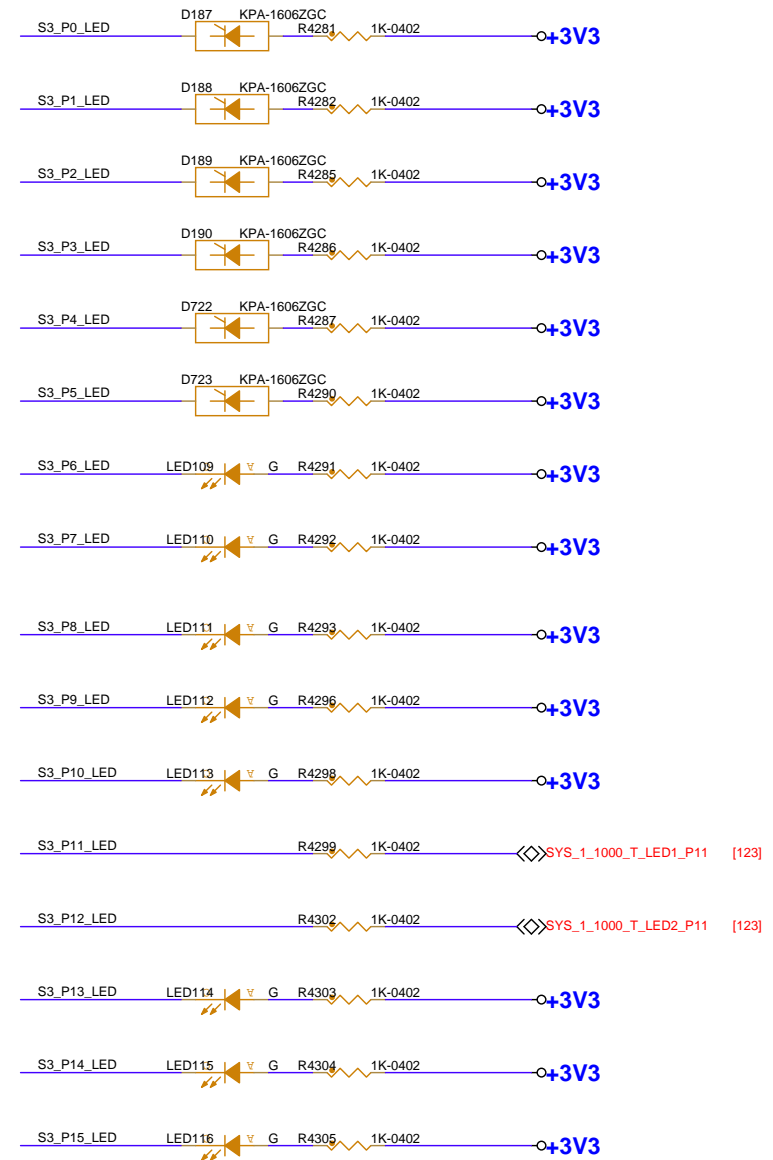 D187 KPA-1606ZGC
S3_P0_LED R4281 1K-0402 +3V3
D188 KPA-1606ZGC
S3_P1_LED R4282 1K-0402 +3V3
D189 KPA-1606ZGC
S3_P2_LED R4285 1K-0402 +3V3
D190 KPA-1606ZGC
S3_P3_LED R4286 1K-0402 +3V3
D722 KPA-1606ZGC
S3_P4_LED R4287 1K-0402 +3V3
D723 KPA-1606ZGC
S3_P5_LED R4290 1K-0402 +3V3
S3_P6_LED LED109 A G R4291 1K-0402 +3V3
S3_P7_LED LED110 A G R4292 1K-0402 +3V3
S3_P8_LED LED111 A G R4293 1K-0402 +3V3
S3_P9_LED LED112 A G R4296 1K-0402 +3V3
S3_P10_LED LED113 A G R4298 1K-0402 +3V3
S3_P11_LED R4299 1K-0402 SYS_1_1000_T_LED1_P11 [123]
S3_P12_LED R4302 1K-0402 SYS_1_1000_T_LED2_P11 [123]
S3_P13_LED LED114 A G R4303 1K-0402 +3V3
S3_P14_LED LED115 A G R4304 1K-0402 +3V3
S3_P15_LED LED116 A G R4305 1K-0402 +3V3